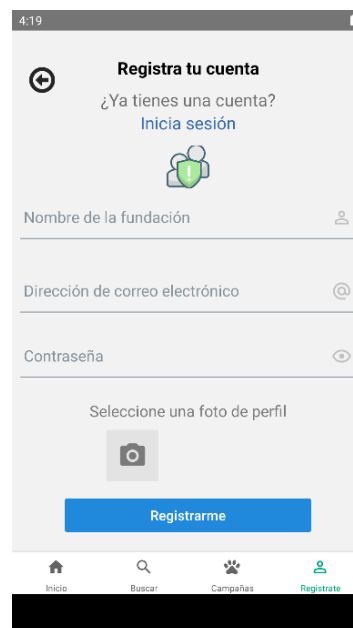 4:19
Registra tu cuenta
¿Ya tienes una cuenta?
Inicia sesión
Nombre de la fundación
Dirección de correo electrónico
Contraseña
Seleccione una foto de perfil
Registrarme
Inicio Buscar Campañas Registrate